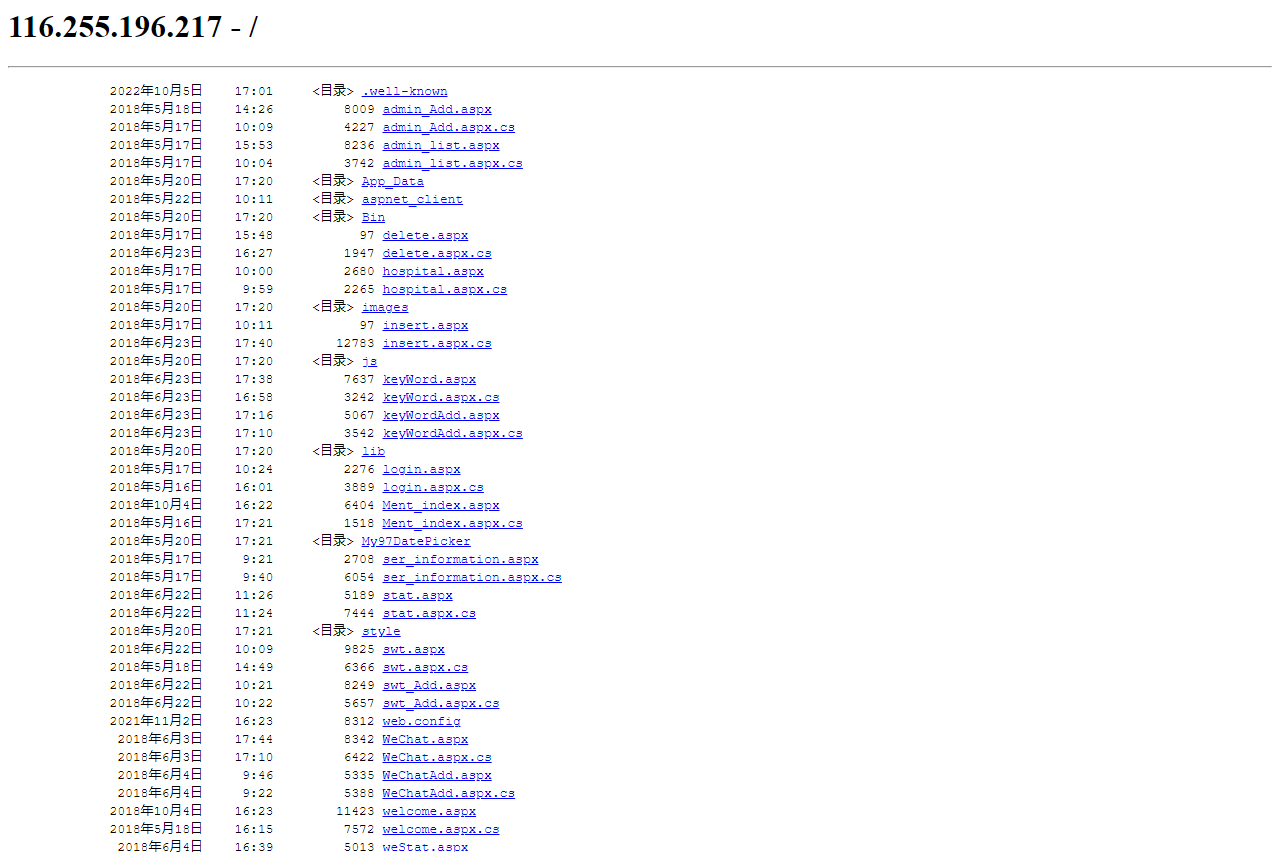 116.255.196.217 - /
2022年10月5日 17:01 <目录> .well-known
2018年5月18日 14:26 8009 admin_Add.aspx
2018年5月17日 10:09 4227 admin_Add.aspx.cs
2018年5月17日 15:53 8236 admin_list.aspx
2018年5月17日 10:04 3742 admin_list.aspx.cs
2018年5月20日 17:20 <目录> App_Data
2018年5月22日 10:11 <目录> aspnet_client
2018年5月20日 17:20 <目录> Bin
2018年5月17日 15:48 97 delete.aspx
2018年6月23日 16:27 1947 delete.aspx.cs
2018年5月17日 10:00 2680 hospital.aspx
2018年5月17日 9:59 2265 hospital.aspx.cs
2018年5月20日 17:20 <目录> images
2018年5月17日 10:11 97 insert.aspx
2018年6月23日 17:40 12783 insert.aspx.cs
2018年5月20日 17:20 <目录> js
2018年6月23日 17:38 7637 keyWord.aspx
2018年6月23日 16:58 3242 keyWord.aspx.cs
2018年6月23日 17:16 5067 keyWordAdd.aspx
2018年6月23日 17:10 3542 keyWordAdd.aspx.cs
2018年5月20日 17:20 <目录> lib
2018年5月17日 10:24 2276 login.aspx
2018年5月16日 16:01 3889 login.aspx.cs
2018年10月4日 16:22 6404 Ment_index.aspx
2018年5月16日 17:21 1518 Ment_index.aspx.cs
2018年5月20日 17:21 <目录> My97DatePicker
2018年5月17日 9:21 2708 ser_information.aspx
2018年5月17日 9:40 6054 ser_information.aspx.cs
2018年6月22日 11:26 5189 stat.aspx
2018年6月22日 11:24 7444 stat.aspx.cs
2018年5月20日 17:21 <目录> style
2018年6月22日 10:09 9825 swt.aspx
2018年5月18日 14:49 6366 swt.aspx.cs
2018年6月22日 10:21 8249 swt_Add.aspx
2018年6月22日 10:22 5657 swt_Add.aspx.cs
2021年11月2日 16:23 8312 web.config
2018年6月3日 17:44 8342 WeChat.aspx
2018年6月3日 17:10 6422 WeChat.aspx.cs
2018年6月4日 9:46 5335 WeChatAdd.aspx
2018年6月4日 9:22 5388 WeChatAdd.aspx.cs
2018年10月4日 16:23 11423 welcome.aspx
2018年5月18日 16:15 7572 welcome.aspx.cs
2018年6月4日 16:39 5013 weStat.aspx